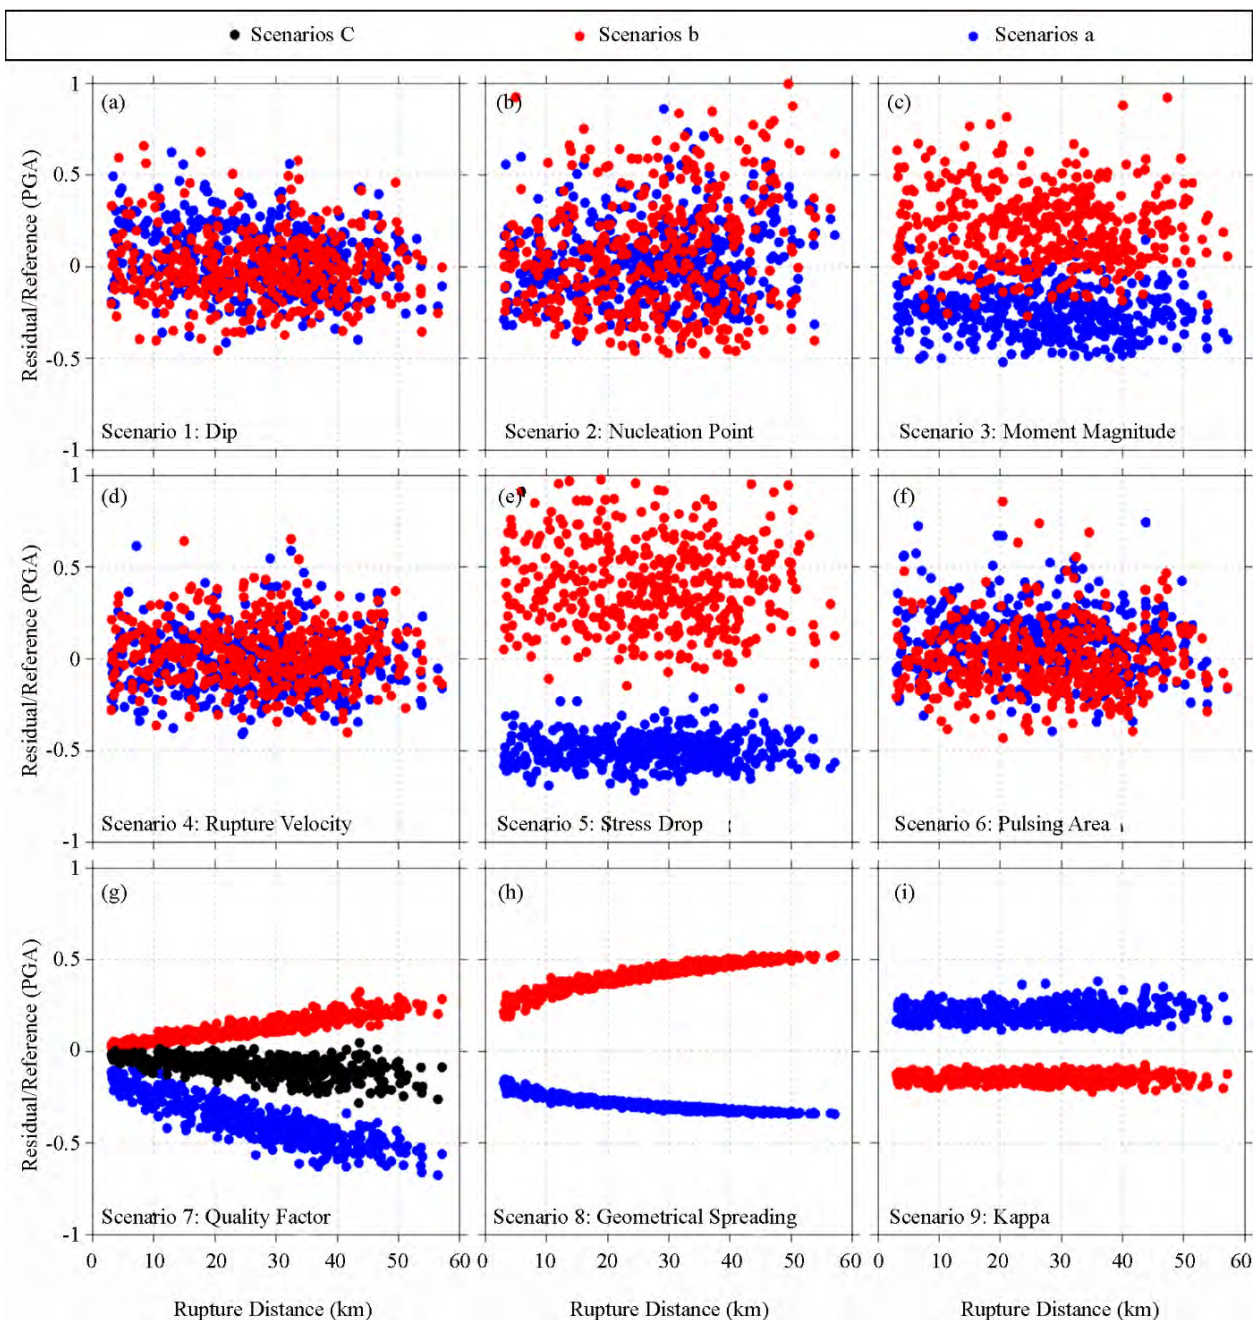 Scenarios C Scenarios b Scenarios a
(a) (b) (c)
1
0.5
0
-0.5
-1
Residual/Reference (PGA)
Scenario 1: Dip Scenario 2: Nucleation Point Scenario 3: Moment Magnitude
(d) (e) (f)
1
0.5
0
-0.5
-1
Residual/Reference (PGA)
Scenario 4: Rupture Velocity Scenario 5: Stress Drop Scenario 6: Pulsing Area
(g) (h) (i)
1
0.5
0
-0.5
-1
Residual/Reference (PGA)
Scenario 7: Quality Factor Scenario 8: Geometrical Spreading Scenario 9: Kappa
0 10 20 30 40 50 60 0 10 20 30 40 50 60 0 10 20 30 40 50 60
Rupture Distance (km) Rupture Distance (km) Rupture Distance (km)